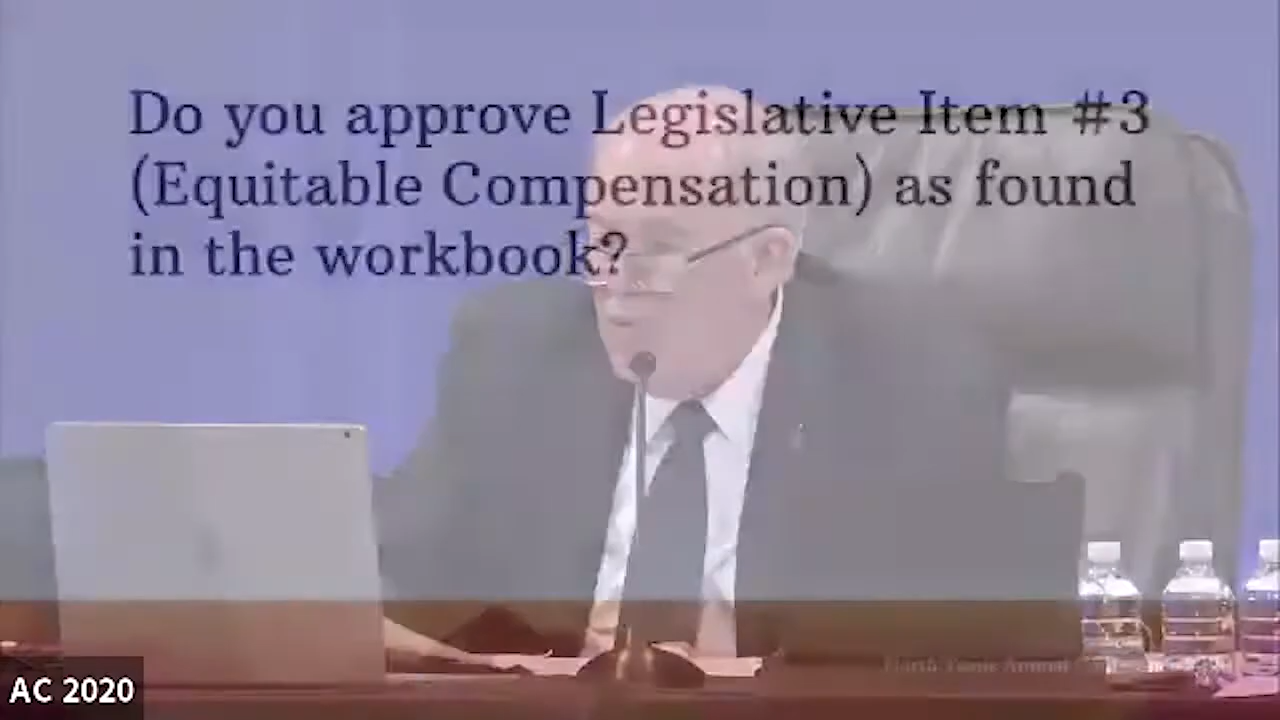 Do you approve Legislative Item #3
(Equitable Compensation) as found
in the workbook?
AC 2020